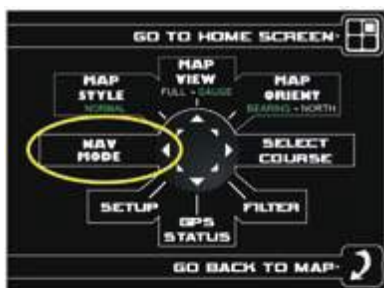 GO TO HOME SCREEN
MAP
VIEW
FULL - GAUGE
MAP
STYLE
NORMAL
MAP
ORIENT
BEARING - NORTH
NAV
MODE
SELECT
COURSE
SETUP
GPS
STATUS
FILTER
GO BACK TO MAP